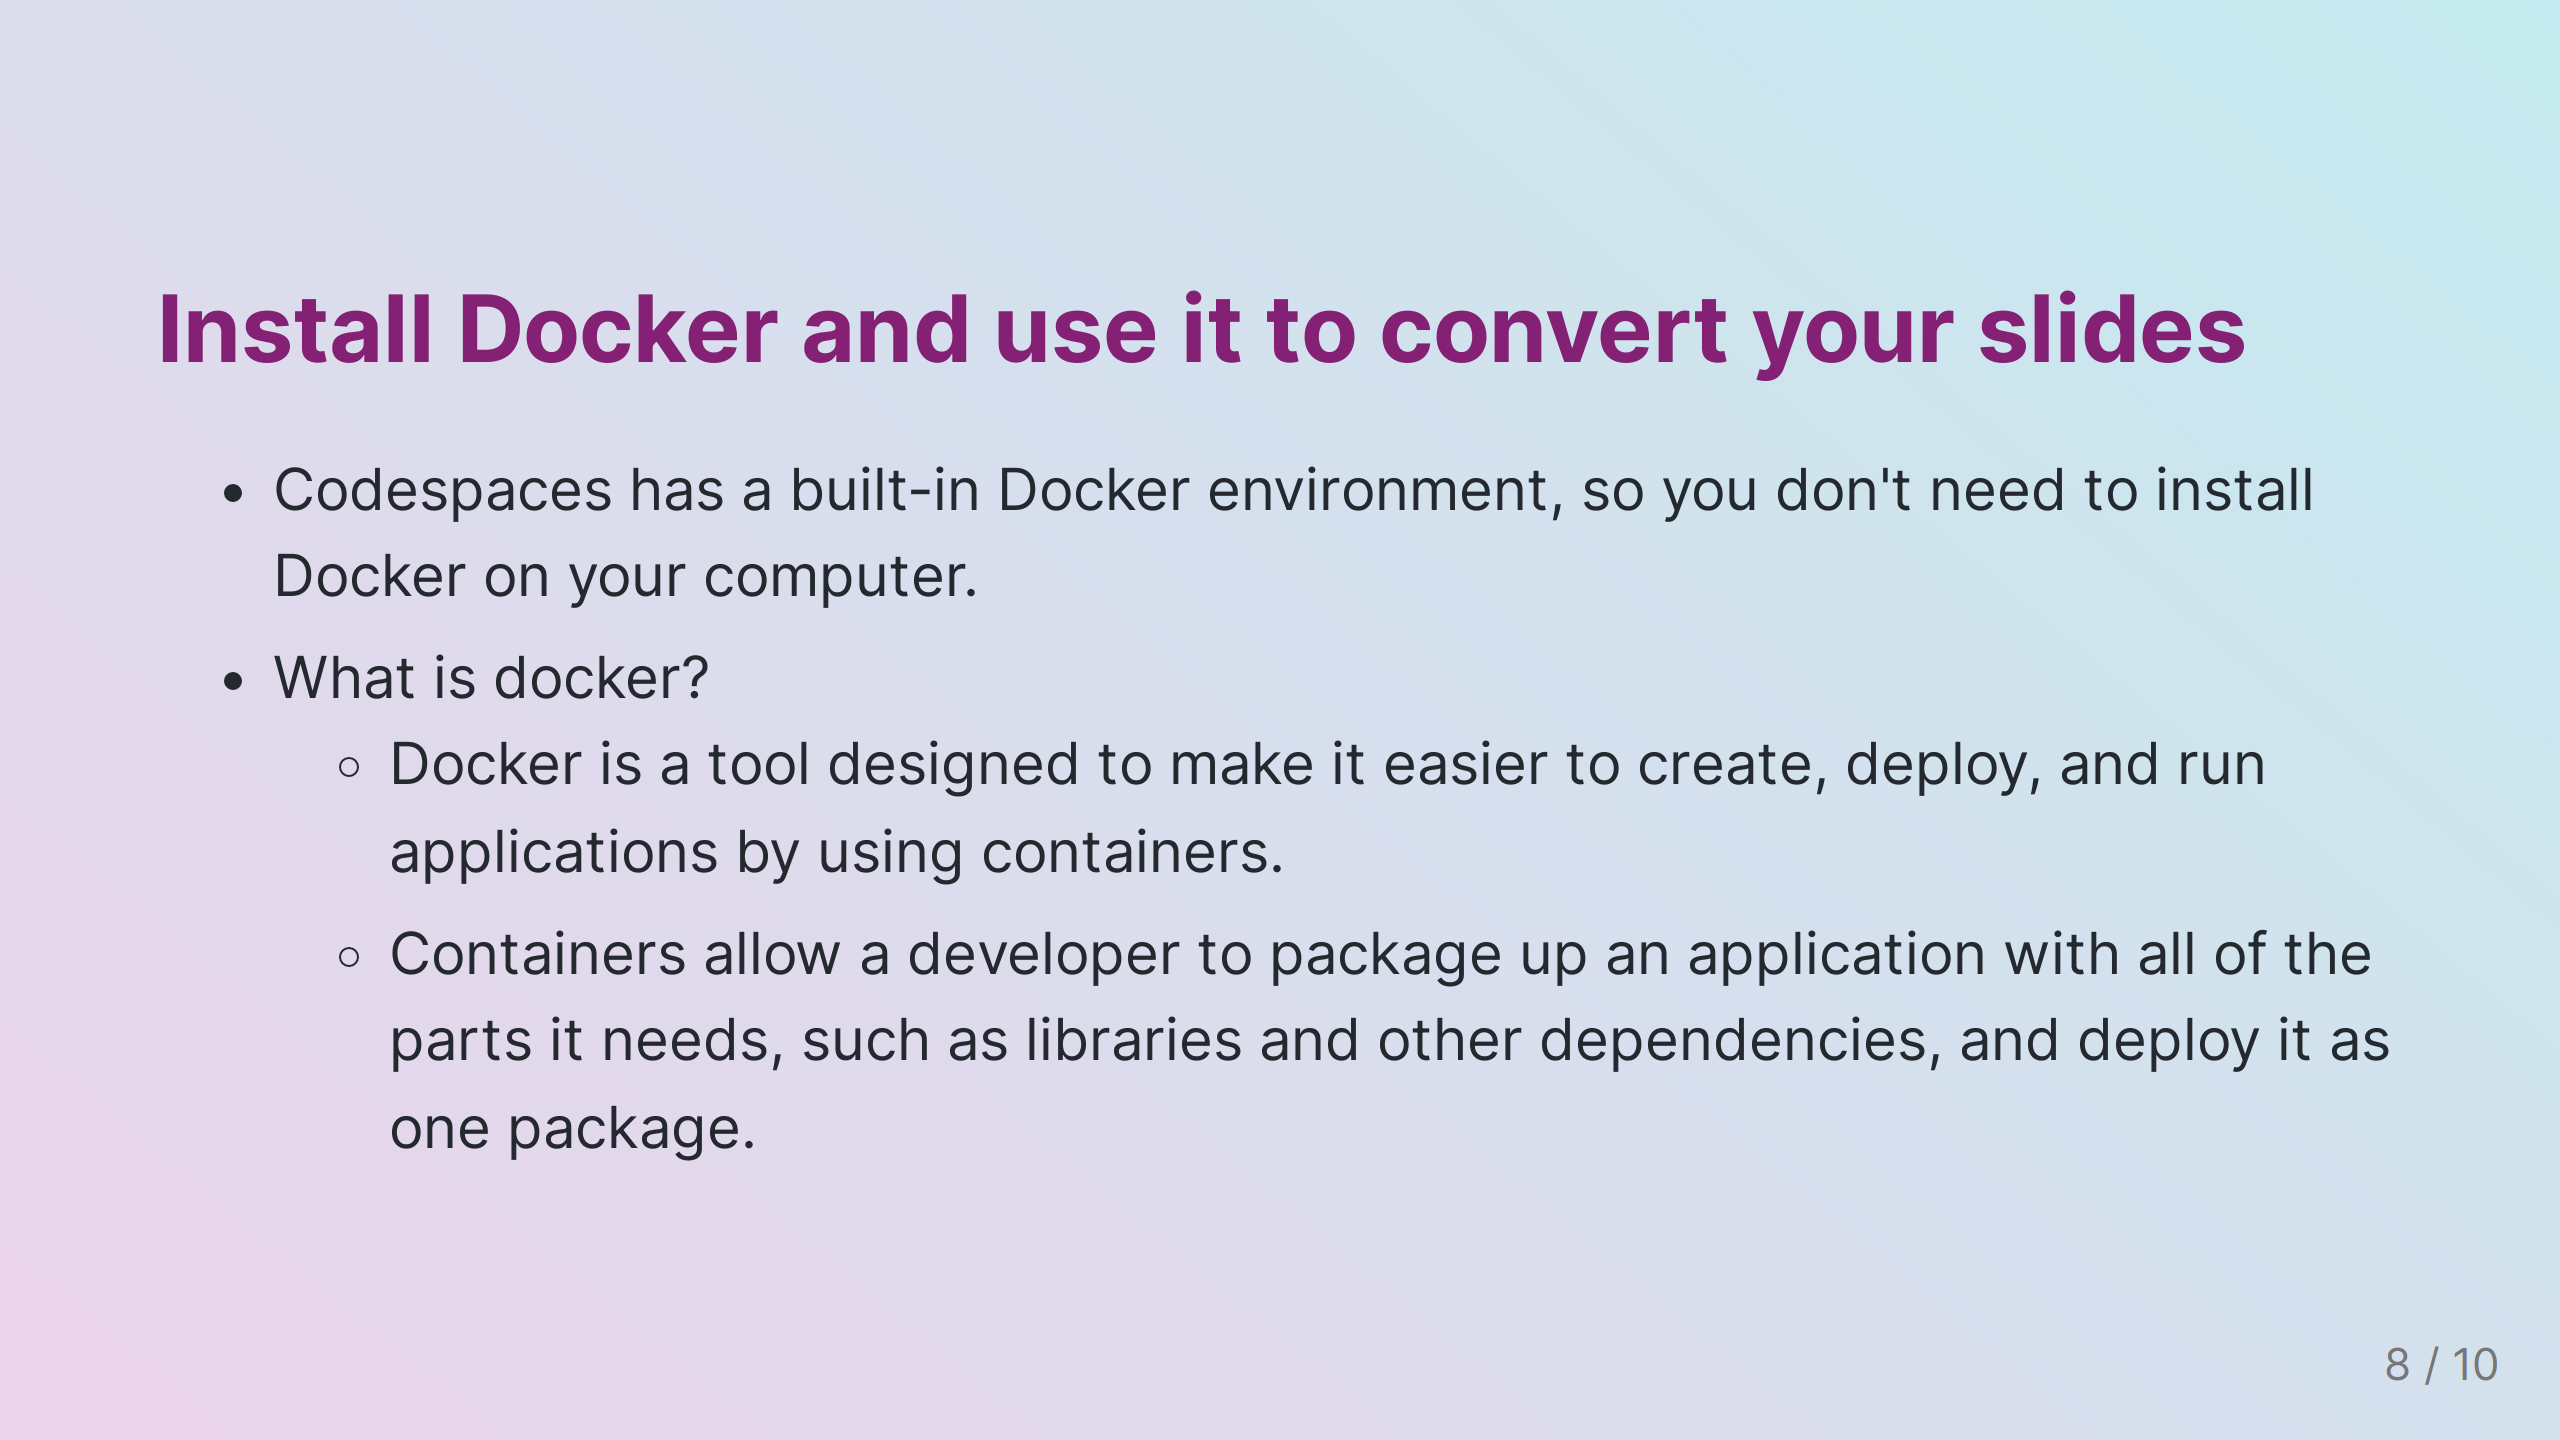 Install Docker and use it to convert your slides
• Codespaces has a built-in Docker environment, so you don't need to install
Docker on your computer.
• What is docker?
◦ Docker is a tool designed to make it easier to create, deploy, and run
applications by using containers.
◦ Containers allow a developer to package up an application with all of the
parts it needs, such as libraries and other dependencies, and deploy it as
one package.
8 / 10